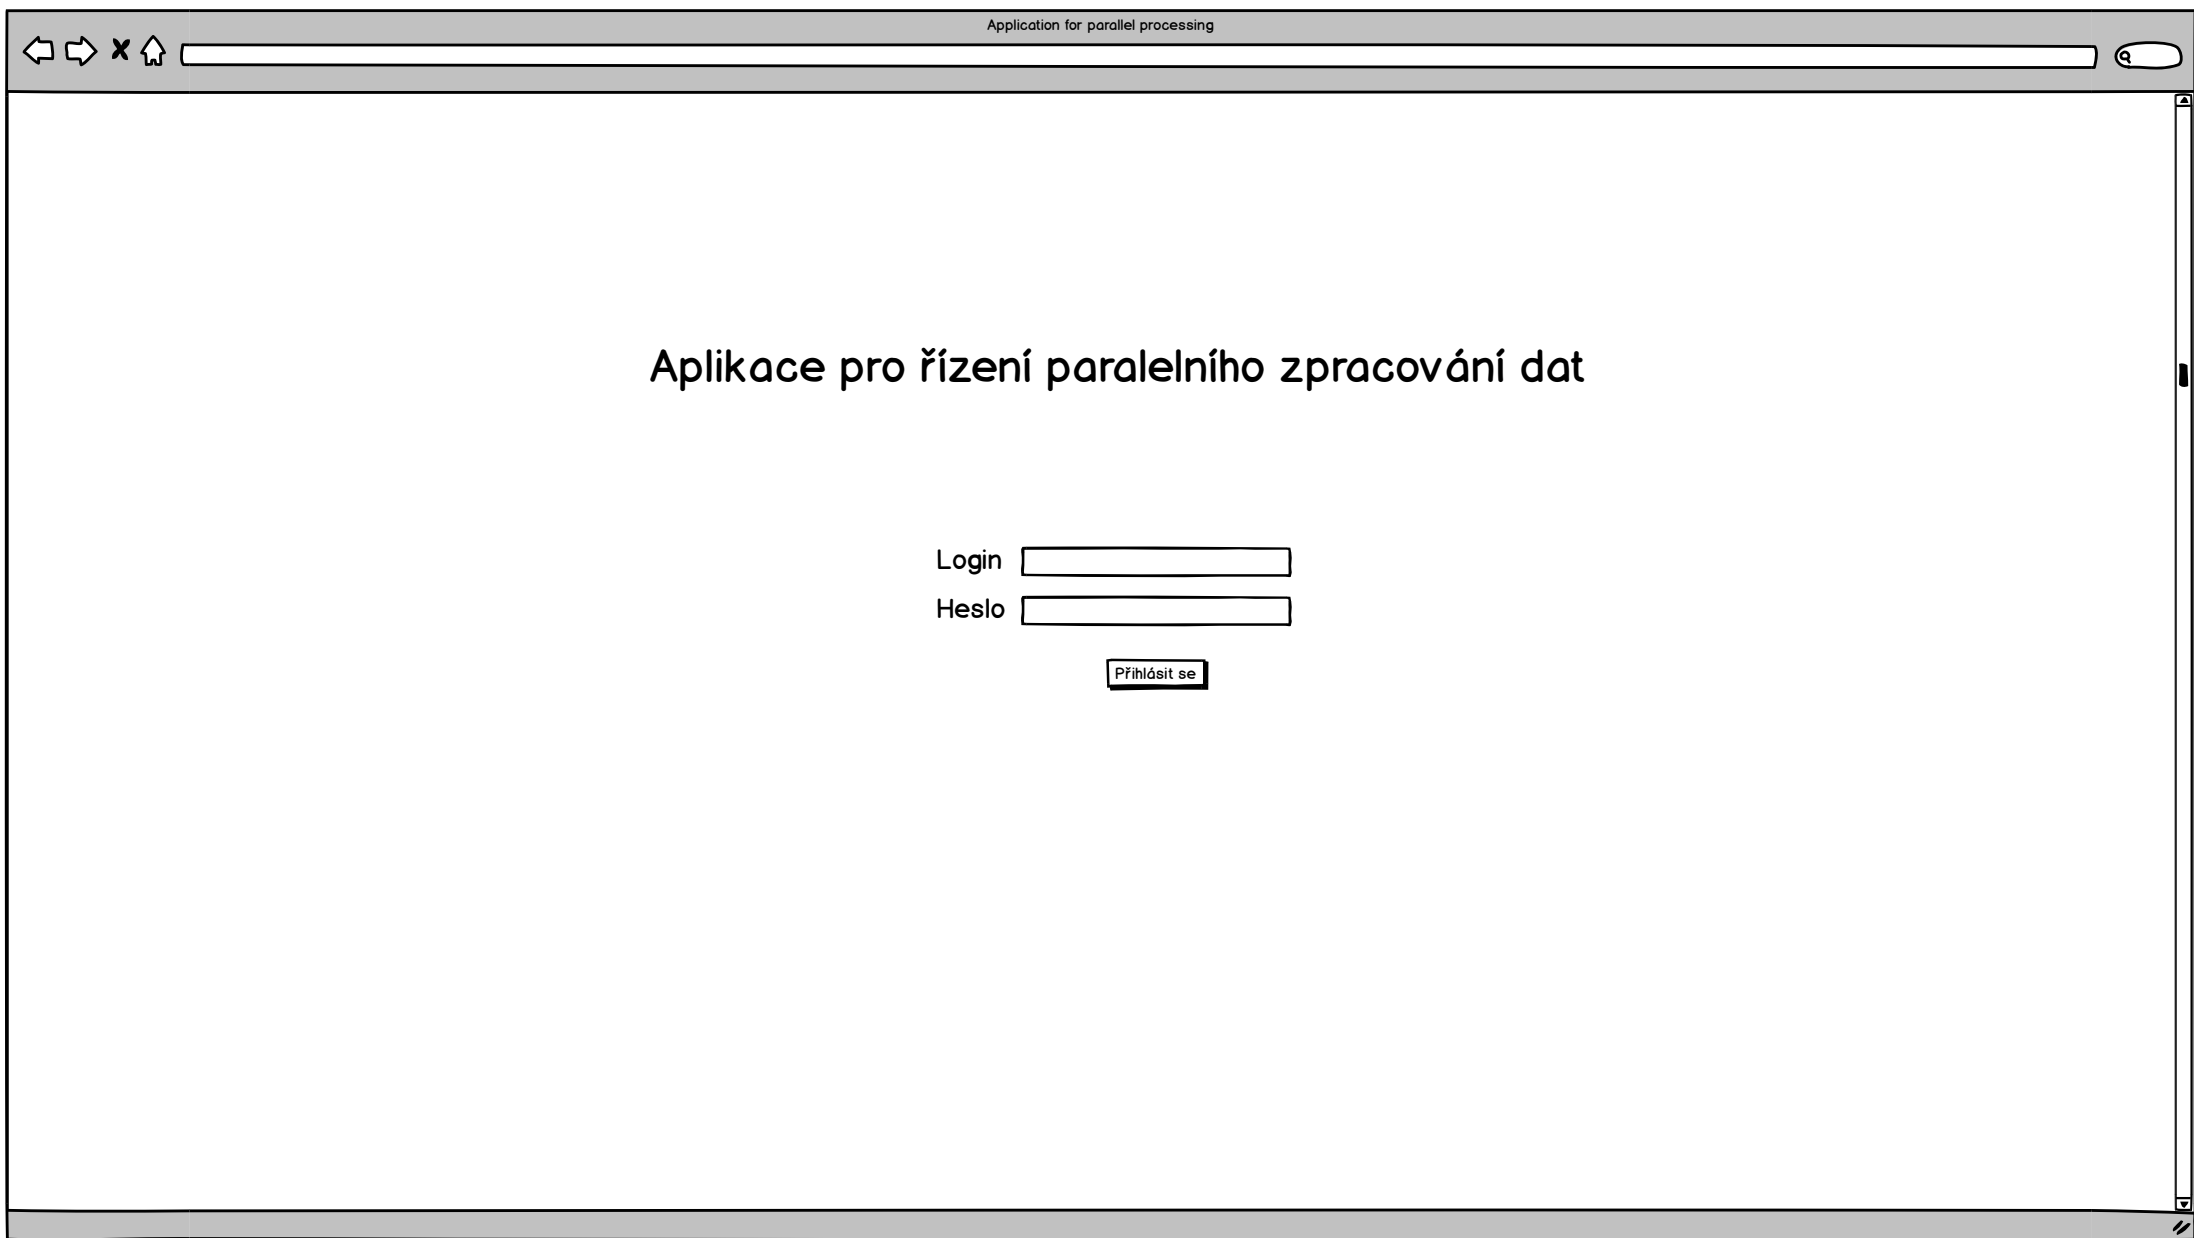 Application for parallel processing
Aplikace pro řízení paralelního zpracování dat
Login
Heslo
Přihlásit se